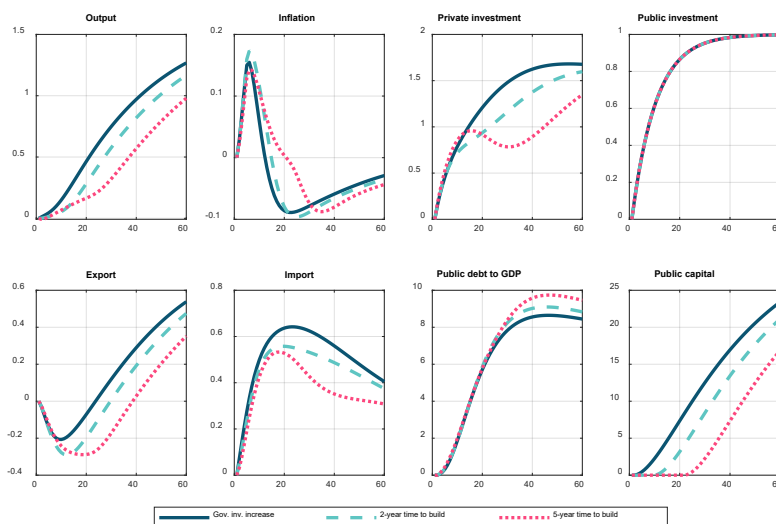 Output Inflation Private investment Public investment
1.5 0.2 2 1
1 0.1 1.5 0.8
0.5 0 1 0.6
0 -0.1 0.5 0.4
0 0.2
0
0 20 40 60 0 20 40 60 0 20 40 60 0 20 40 60
Export Import Public debt to GDP Public capital
0.6 0.8 10 25
0.4 0.6 8 20
0.2 0.4 6 15
0 0.2 4 10
-0.2 0 2 5
-0.4 0 0
0 20 40 60 0 20 40 60 0 20 40 60 0 20 40 60
Gov. inv. increase 2-year time to build 5-year time to build